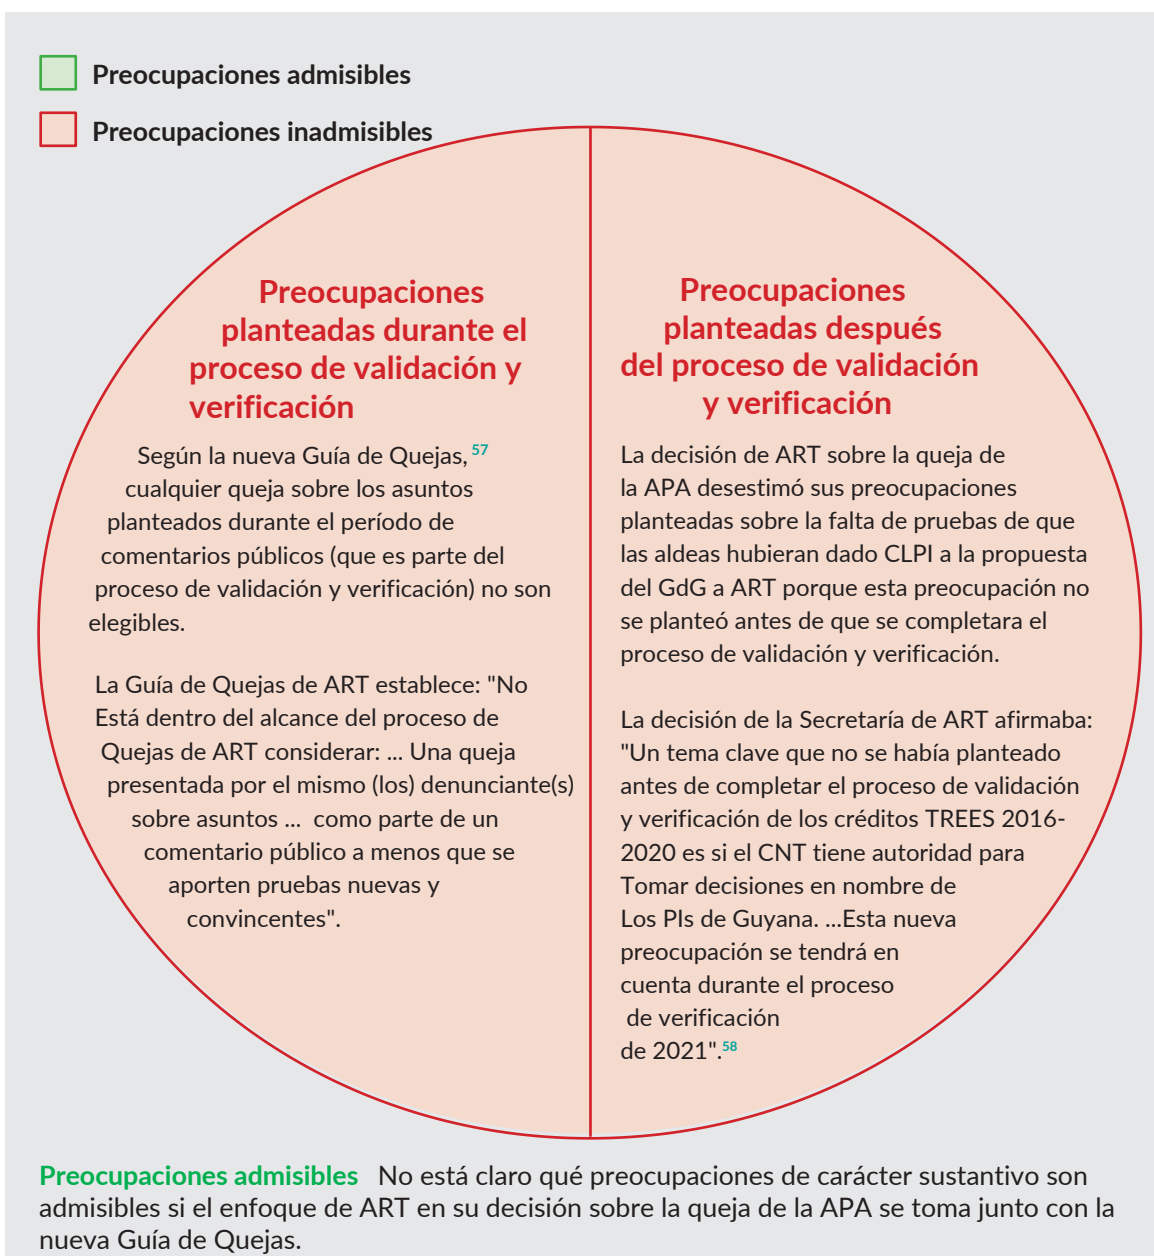 Preocupaciones admisibles
Preocupaciones inadmisibles
Preocupaciones
planteadas durante el
proceso de validación y
verificación
Según la nueva Guía de Quejas, 57
cualquier queja sobre los asuntos
planteados durante el período de
comentarios públicos (que es parte del
proceso de validación y verificación) no son
elegibles.
La Guía de Quejas de ART establece: "No
Está dentro del alcance del proceso de
Quejas de ART considerar: ... Una queja
presentada por el mismo (los) denunciante(s)
sobre asuntos ... como parte de un
comentario público a menos que se
aporten pruebas nuevas y
convincentes".
Preocupaciones
planteadas después
del proceso de validación
y verificación
La decisión de ART sobre la queja de
la APA desestimó sus preocupaciones
planteadas sobre la falta de pruebas de que
las aldeas hubieran dado CLPI a la propuesta
del GdG a ART porque esta preocupación no
se planteó antes de que se completara el
proceso de validación y verificación.
La decisión de la Secretaría de ART afirmaba:
"Un tema clave que no se había planteado
antes de completar el proceso de validación
y verificación de los créditos TREES 2016-
2020 es si el CNT tiene autoridad para
Tomar decisiones en nombre de
Los PIs de Guyana. ...Esta nueva
preocupación se tendrá en
cuenta durante el proceso
de verificación
de 2021".58
Preocupaciones admisibles No está claro qué preocupaciones de carácter sustantivo son
admisibles si el enfoque de ART en su decisión sobre la queja de la APA se toma junto con la
nueva Guía de Quejas.